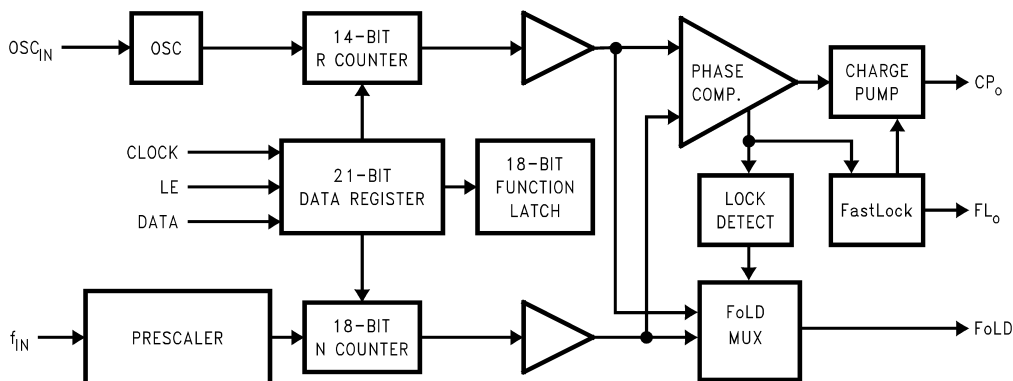 OSC_IN
OSC
14-BIT
R COUNTER
PHASE
COMP.
CHARGE
PUMP
CP_o
CLOCK
LE
DATA
21-BIT
DATA REGISTER
18-BIT
FUNCTION
LATCH
LOCK
DETECT
FastLock
FL_o
f_IN
PRESCALER
18-BIT
N COUNTER
FoLD
MUX
FoLD